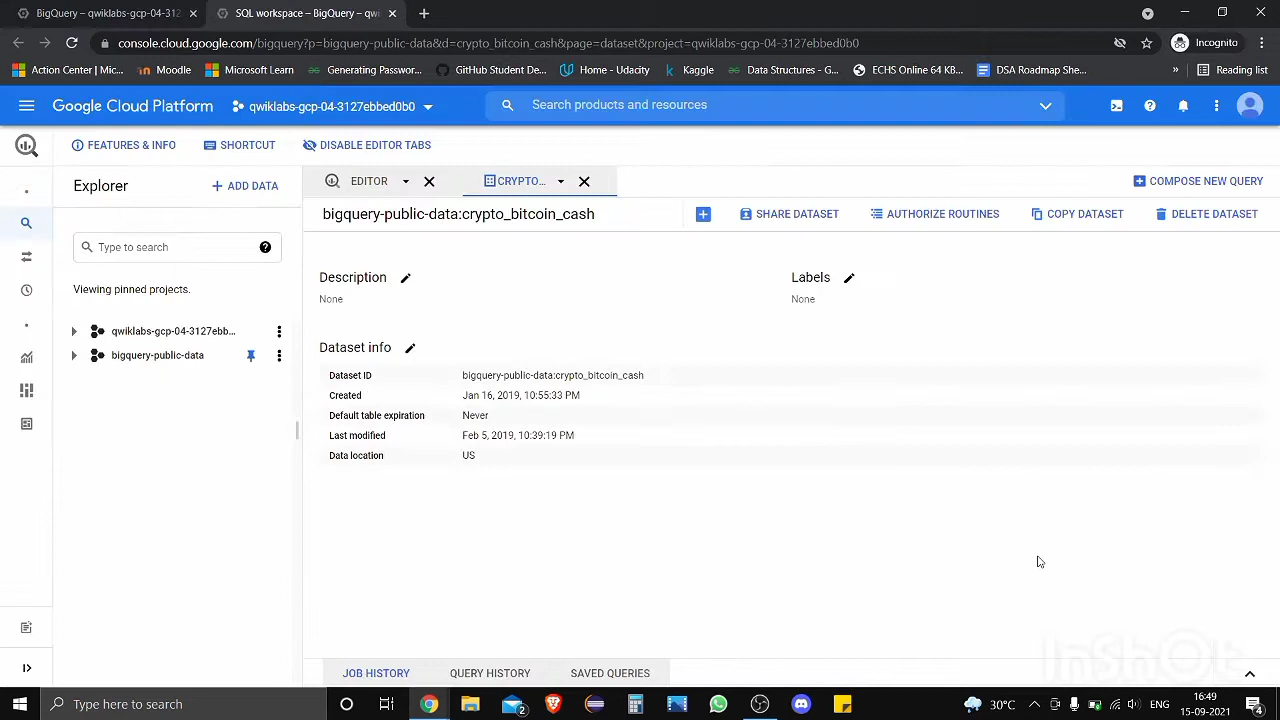 BigQuery – qwiklabs-gcp-04-312
SQL workspace – BigQuery – qwi
console.cloud.google.com/bigquery?p=bigquery-public-data&d=crypto_bitcoin_cash&page=dataset&project=qwiklabs-gcp-04-3127ebbed0b0
Incognito
Action Center | Mic...
Moodle
Microsoft Learn
Generating Passwor...
GitHub Student De...
Home - Udacity
Kaggle
Data Structures - G...
ECHS Online 64 KB...
DSA Roadmap She...
»
Reading list
Google Cloud Platform
qwiklabs-gcp-04-3127ebbed0b0
Search products and resources
FEATURES & INFO
SHORTCUT
DISABLE EDITOR TABS
Explorer
+ ADD DATA
EDITOR
CRYPTO...
COMPOSE NEW QUERY
bigquery-public-data:crypto_bitcoin_cash
SHARE DATASET
AUTHORIZE ROUTINES
COPY DATASET
DELETE DATASET
Type to search
Viewing pinned projects.
qwiklabs-gcp-04-3127ebb...
bigquery-public-data
Description
None
Labels
None
Dataset info
Dataset ID bigquery-public-data:crypto_bitcoin_cash
Created Jan 16, 2019, 10:55:33 PM
Default table expiration Never
Last modified Feb 5, 2019, 10:39:19 PM
Data location US
InShOt
JOB HISTORY
QUERY HISTORY
SAVED QUERIES
Type here to search
2
30°C
ENG
16:49
15-09-2021
4